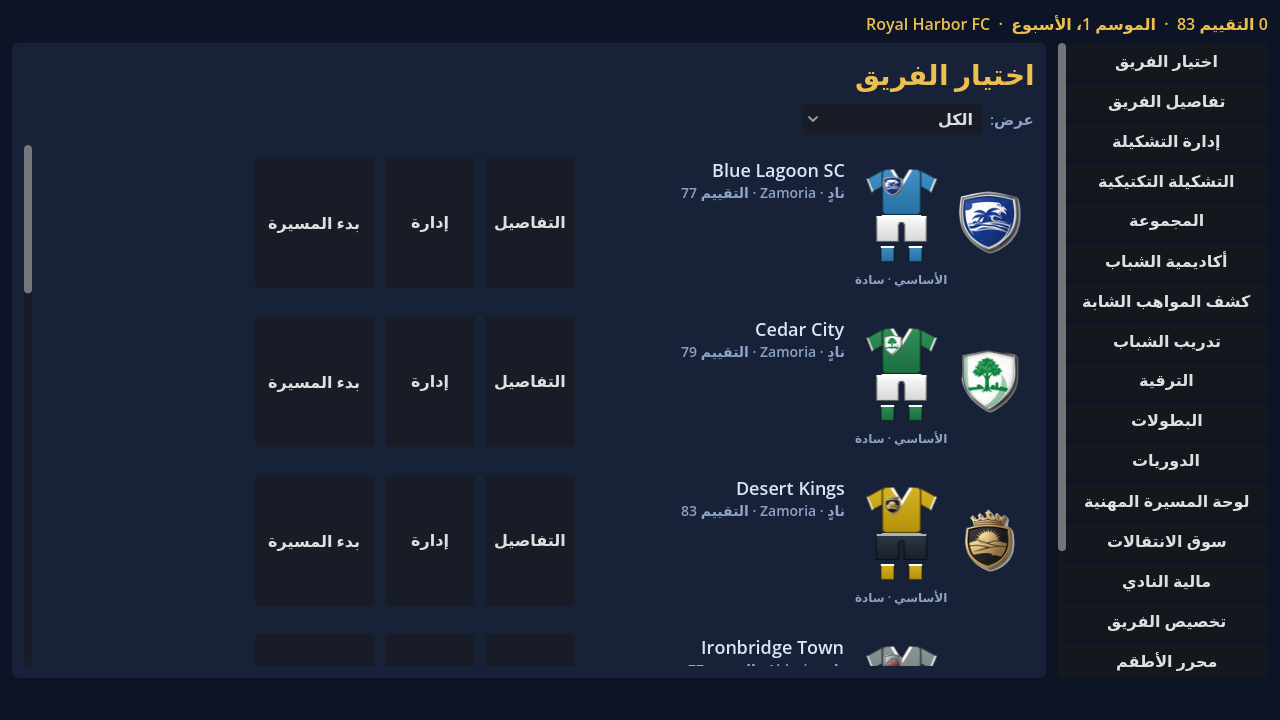 Royal Harbor FC · الموسم 1، الأسبوع 0 التقييم 83
اختيار الفريق
تفاصيل الفريق
إدارة التشكيلة
التشكيلة التكتيكية
المجموعة
أكاديمية الشباب
كشف المواهب الشابة
تدريب الشباب
الترقية
البطولات
الدوريات
لوحة المسيرة المهنية
سوق الانتقالات
مالية النادي
تخصيص الفريق
محرر الأطقم
اختيار الفريق
عرض: الكل
Blue Lagoon SC
نادٍ · Zamoria · التقييم 77
الأساسي · سادة
التفاصيل
إدارة
بدء المسيرة
Cedar City
نادٍ · Zamoria · التقييم 79
الأساسي · سادة
التفاصيل
إدارة
بدء المسيرة
Desert Kings
نادٍ · Zamoria · التقييم 83
الأساسي · سادة
التفاصيل
إدارة
بدء المسيرة
Ironbridge Town